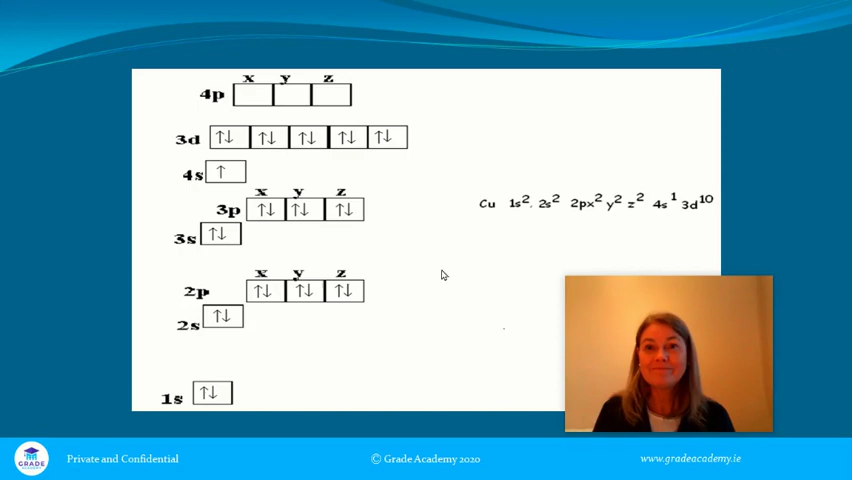 x y z
4p
3d ↑↓ ↑↓ ↑↓ ↑↓ ↑↓
4s ↑
x y z
3p ↑↓ ↑↓ ↑↓
3s ↑↓
Cu 1s². 2s² 2px² y² z² 4s¹ 3d¹⁰
x y z
2p ↑↓ ↑↓ ↑↓
2s ↑↓
1s ↑↓
GRADE
ACADEMY
Private and Confidential
© Grade Academy 2020
www.gradeacademy.ie